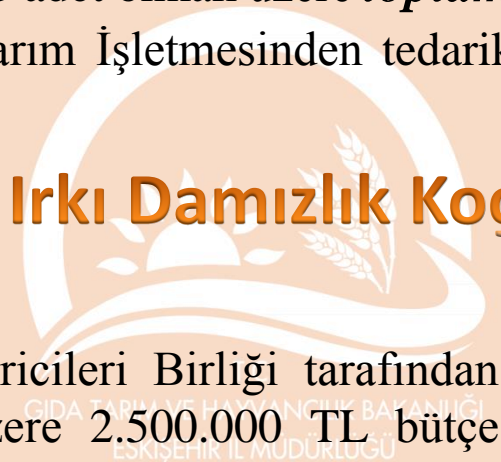 adet olmak üzere toplam
arım İşletmesinden tedarik
Irkı Damızlık Koç
ricileri Birliği tarafından
GIDA TARIM VE HAYVANCILIK BAKANLIĞI
zere 2.500.000 TL bütçe
ESKİŞEHİR İL MÜDÜRLÜĞÜ